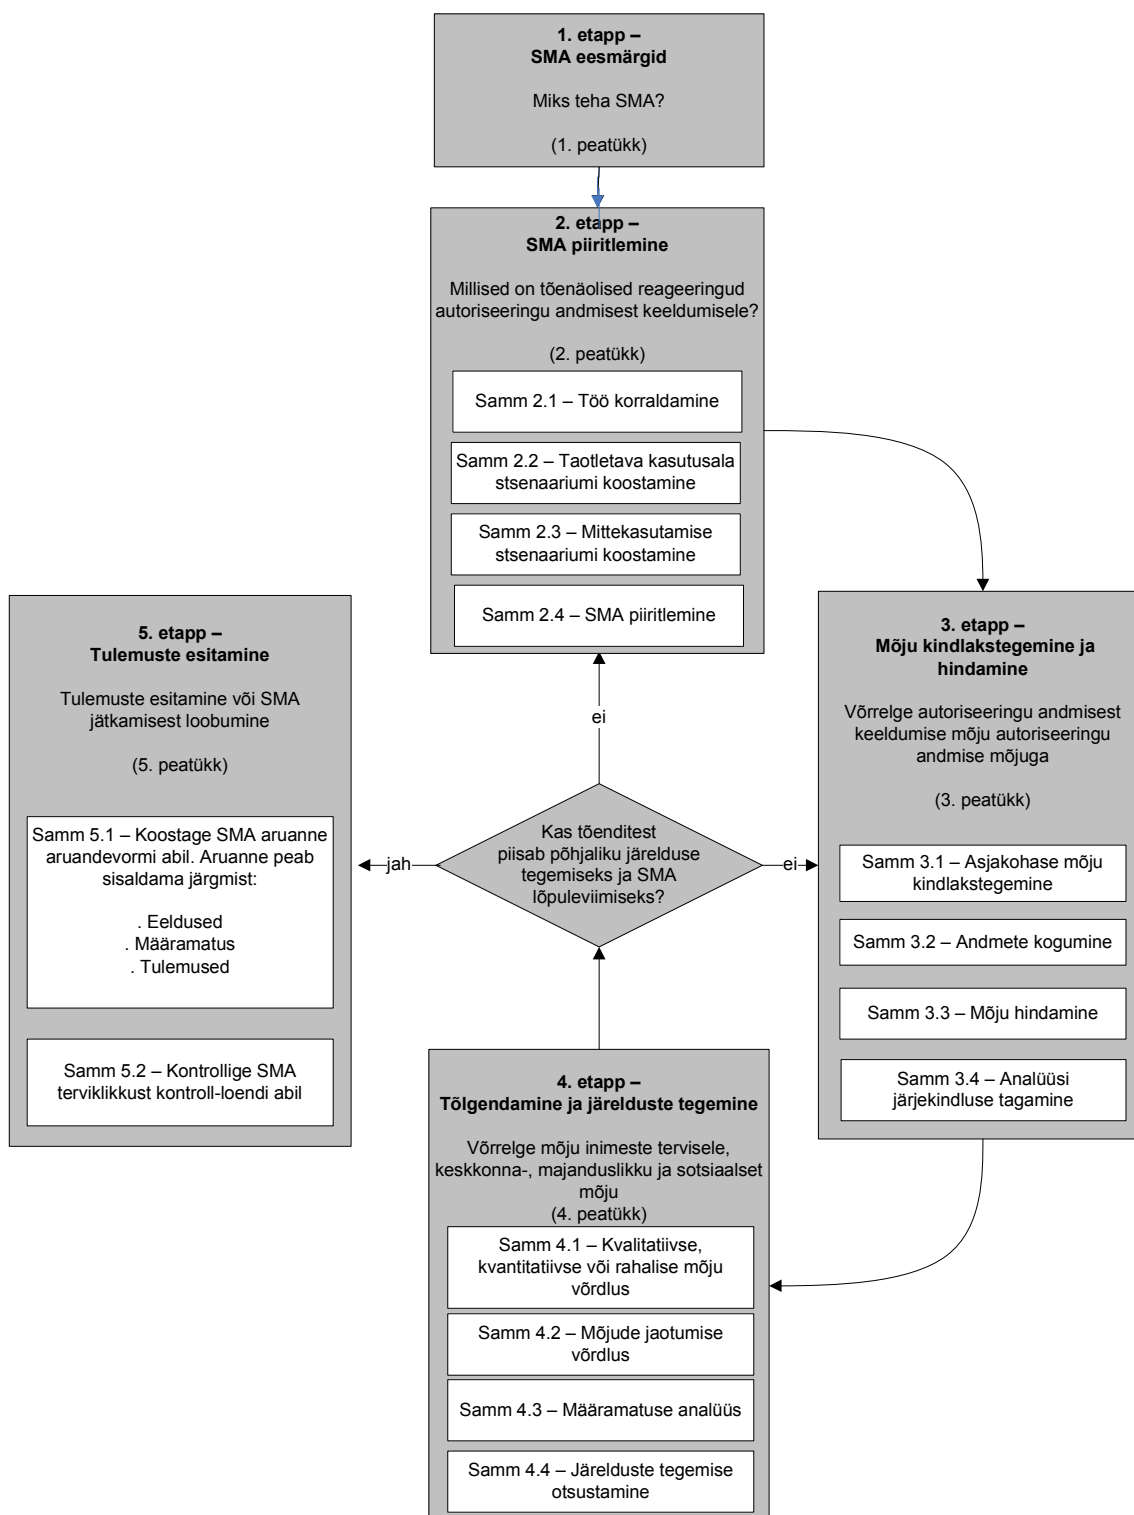 1. etapp –
SMA eesmärgid
Miks teha SMA?
(1. peatükk)
2. etapp –
SMA piiritlemine
Millised on tõenäolised reageeringud
autoriseeringu andmisest keeldumisele?
(2. peatükk)
Samm 2.1 – Töö korraldamine
Samm 2.2 – Taotletava kasutusala
stsenaariumi koostamine
Samm 2.3 – Mittekasutamise
stsenaariumi koostamine
Samm 2.4 – SMA piiritlemine
3. etapp –
Mõju kindlakstegemine ja
hindamine
Võrrelge autoriseeringu andmisest
keeldumise mõju autoriseeringu
andmise mõjuga
(3. peatükk)
Samm 3.1 – Asjakohase mõju
kindlakstegemine
Samm 3.2 – Andmete kogumine
Samm 3.3 – Mõju hindamine
Samm 3.4 – Analüüsi
järjekindluse tagamine
4. etapp –
Tõlgendamine ja järelduste tegemine
Võrrelge mõju inimeste tervisele,
keskkonna-, majanduslikku ja sotsiaalset
mõju
(4. peatükk)
Samm 4.1 – Kvalitatiivse,
kvantitatiivse või rahalise mõju
võrdlus
Samm 4.2 – Mõjude jaotumise
võrdlus
Samm 4.3 – Määramatuse analüüs
Samm 4.4 – Järelduste tegemise
otsustamine
Kas tõenditest
piisab põhjaliku järelduse
tegemiseks ja SMA
lõpuleviimiseks?
ei
ei
jah
5. etapp –
Tulemuste esitamine
Tulemuste esitamine või SMA
jätkamisest loobumine
(5. peatükk)
Samm 5.1 – Koostage SMA aruanne
aruandevormi abil. Aruanne peab
sisaldama järgmist:
. Eeldused
. Määramatus
. Tulemused
Samm 5.2 – Kontrollige SMA
terviklikkust kontroll-loendi abil